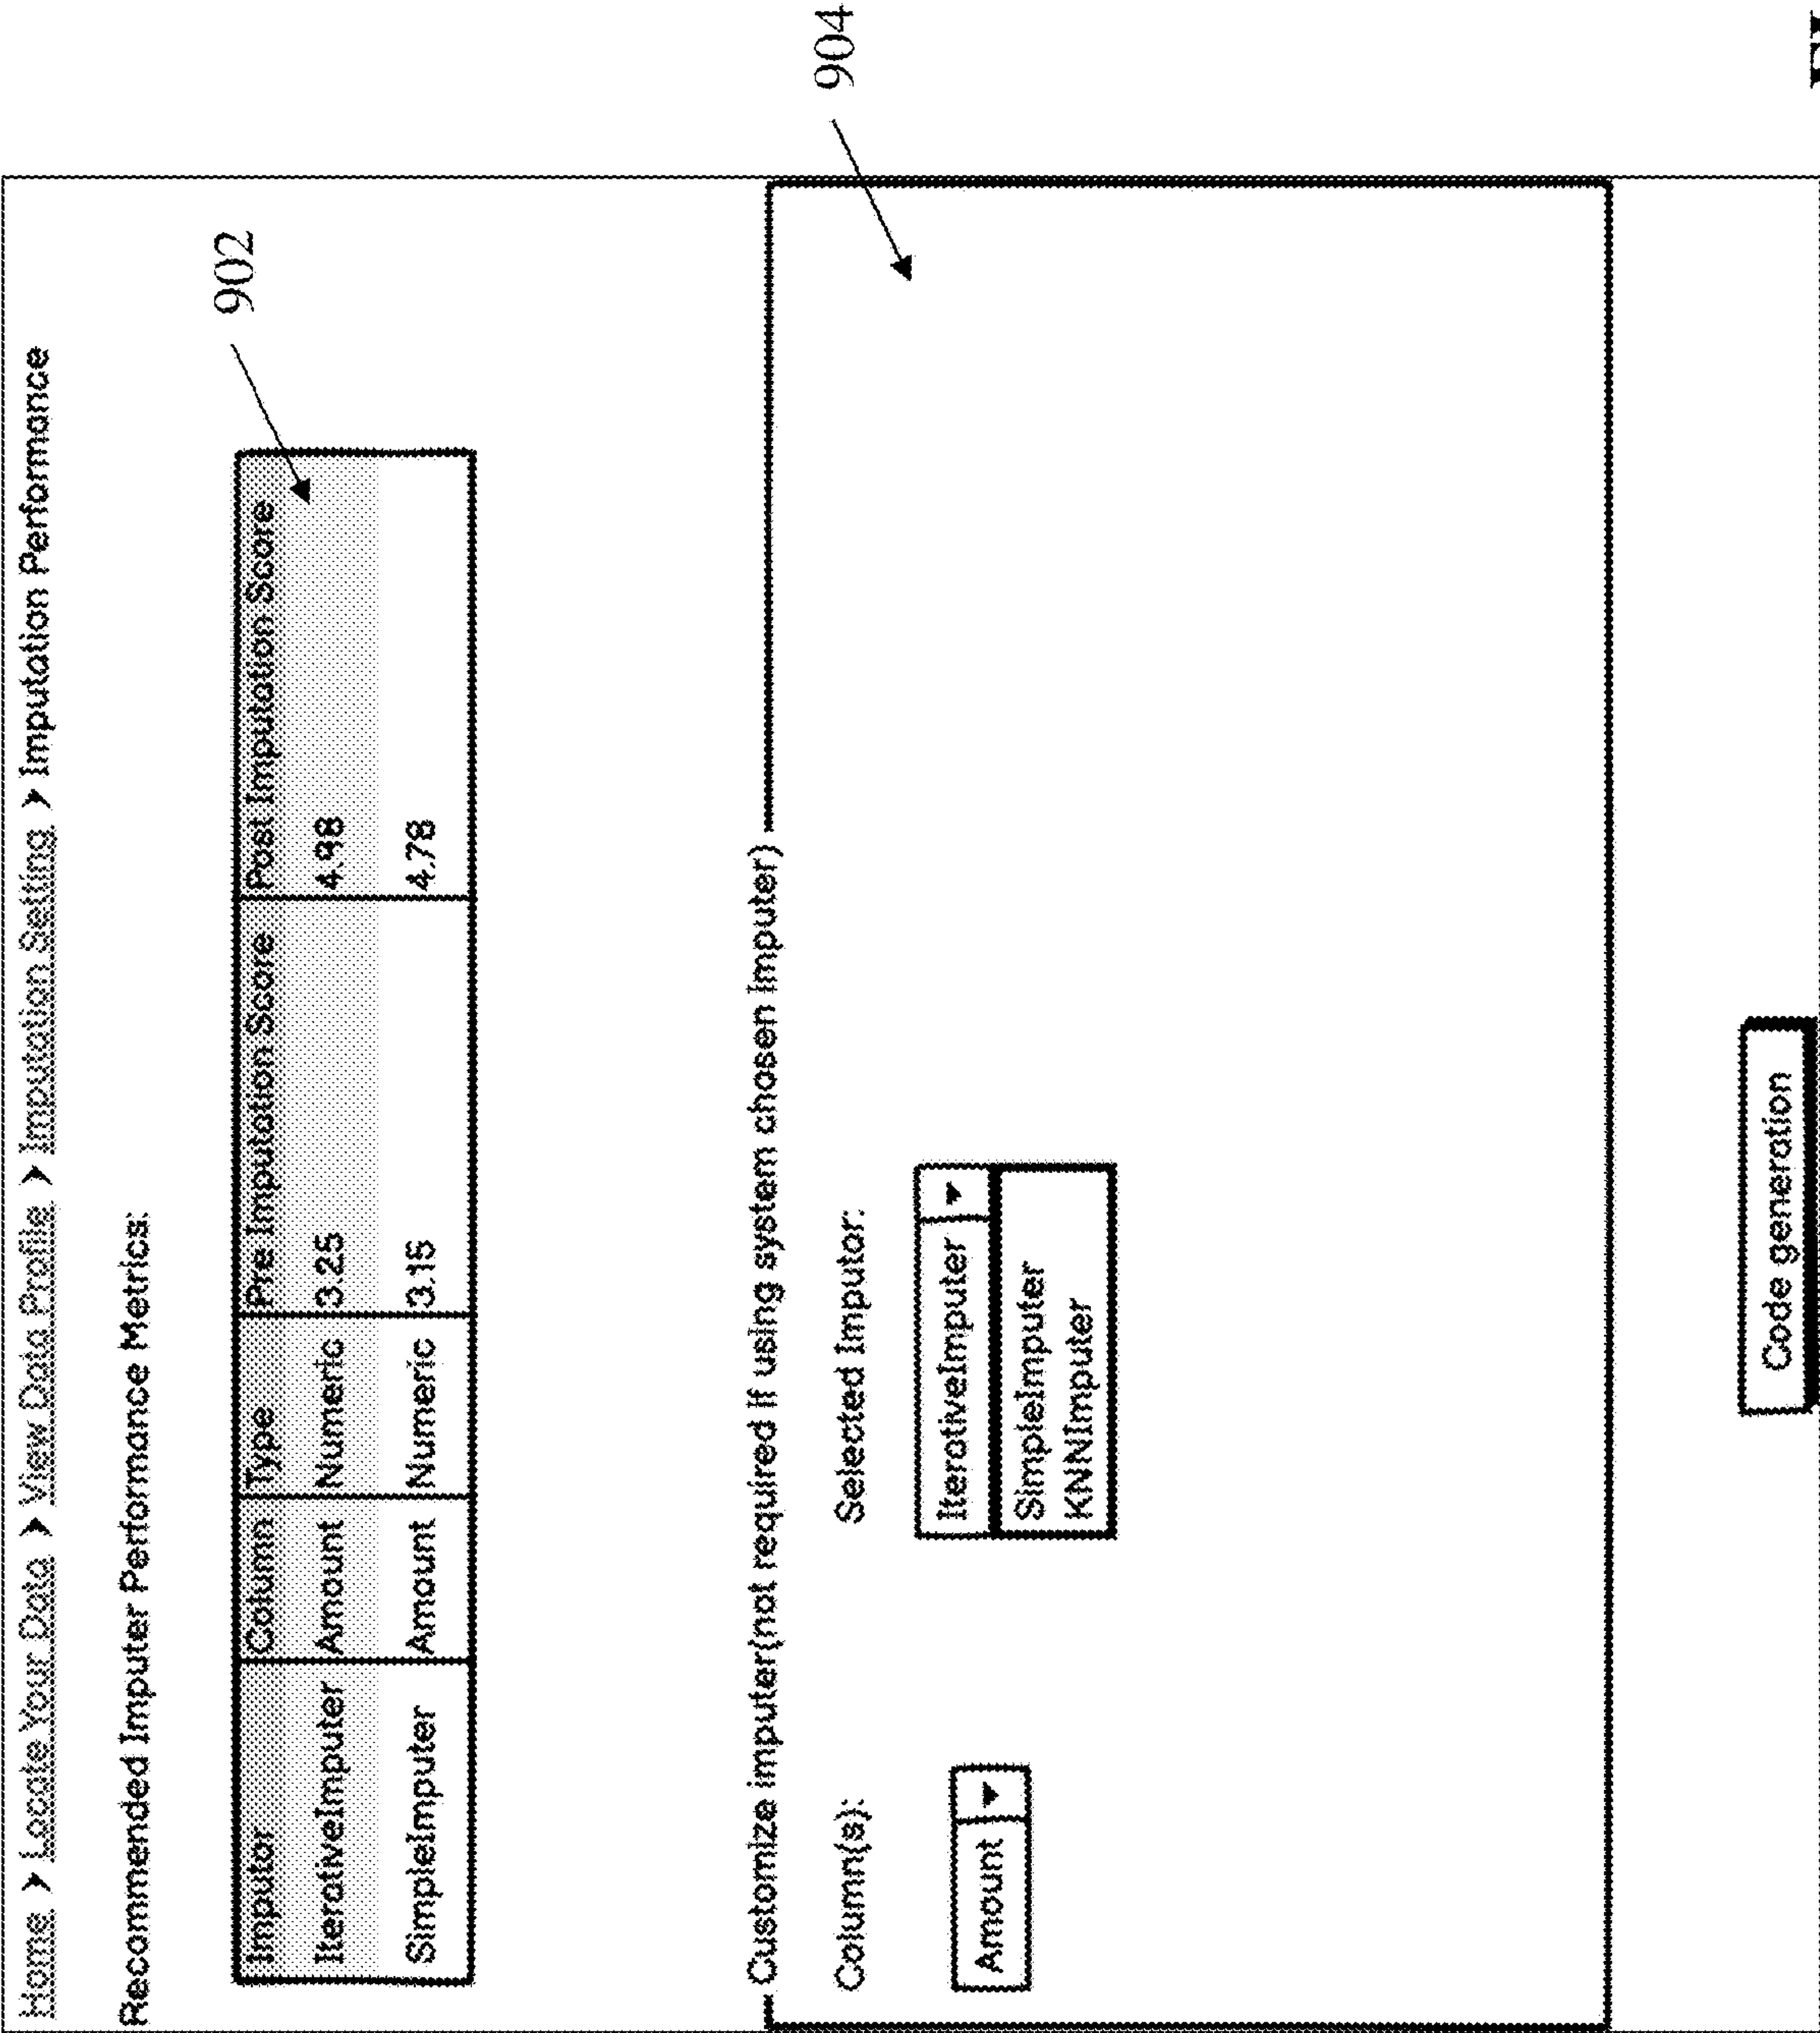 Home > Locate Your Data > View Data Profile > Imputation Setting > Imputation Performance
Recommended Imputer Performance Metrics:
902
Imputor Column Type Pre Imputation Score Post Imputation Score
IterativeImputer Amount Numeric 3.25 4.98
SimpleImputer Amount Numeric 3.15 4.78
Customize imputer(not required if using system chosen imputer)
904
Column(s): Selected Imputor:
Amount IterativeImputer
SimpleImputer
KNNImputer
Code generation